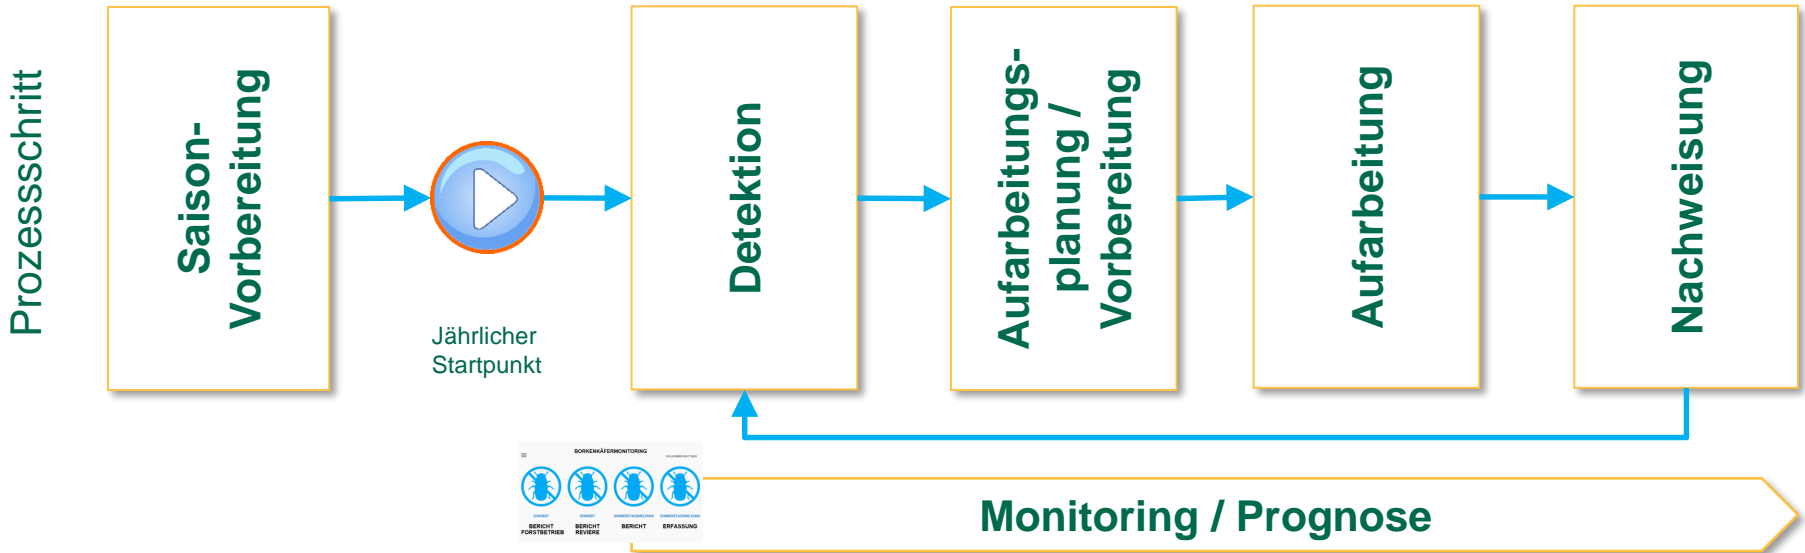 Prozessschritt
Saison-
Vorbereitung
Jährlicher
Startpunkt
Detektion
Aufarbeitungs-
planung /
Vorbereitung
Aufarbeitung
Nachweisung
BORKENKÄFERMONITORING
BERICHT
FORSTBETRIEB
BERICHT
REVIERE
BERICHT
ERFASSUNG
Monitoring / Prognose